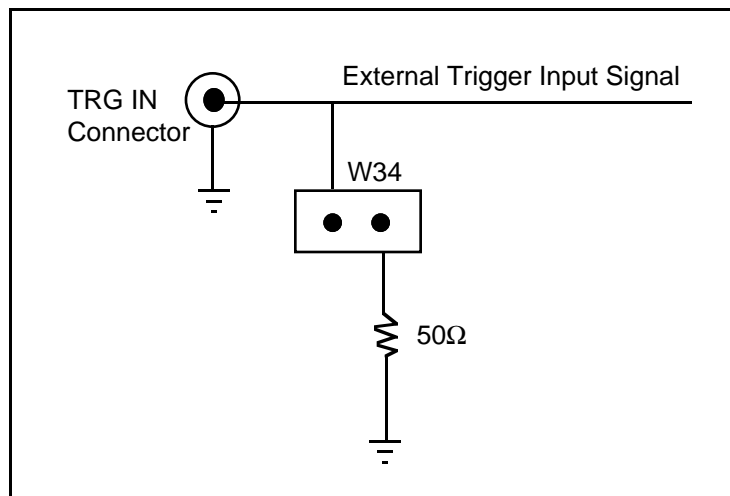 External Trigger Input Signal
TRG IN
Connector
W34
50Ω